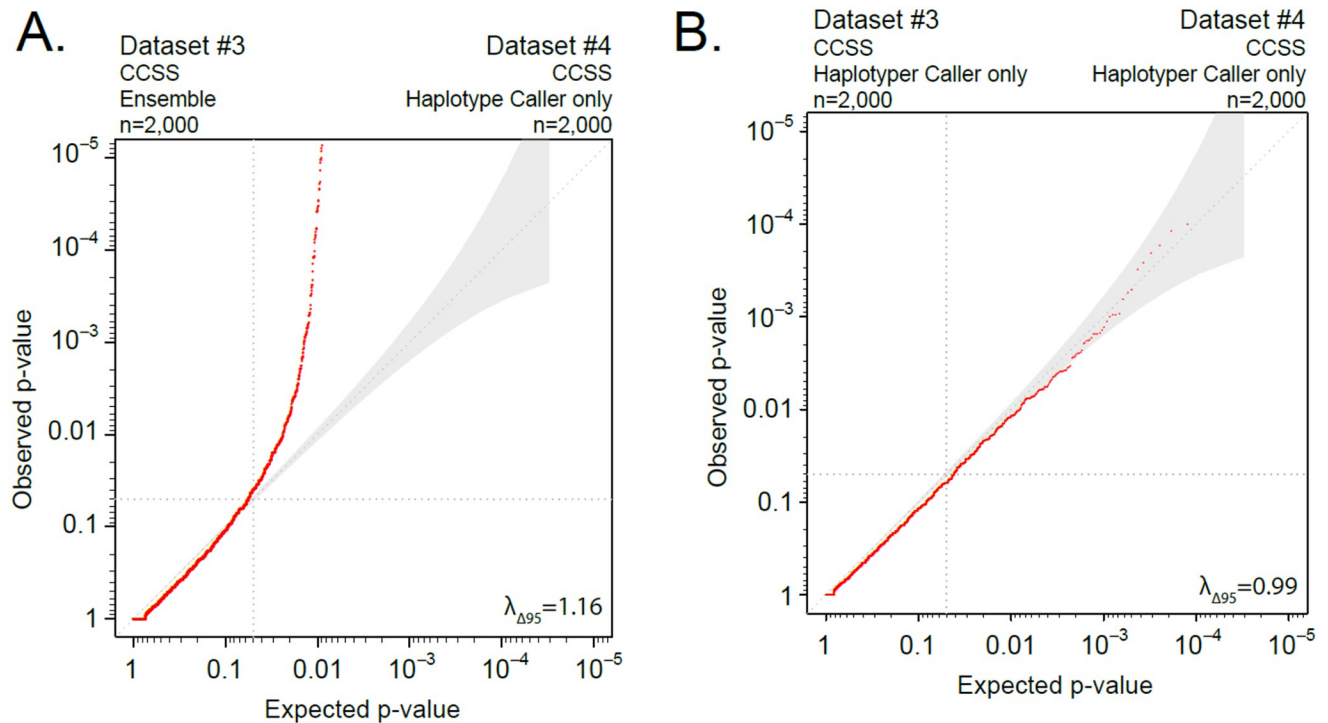 A.
Dataset #3
CCSS
Ensemble
n=2,000
Dataset #4
CCSS
Haplotype Caller only
n=2,000
10⁻⁵
10⁻⁴
10⁻³
0.01
0.1
1
Observed p-value
λΔ95=1.16
1
0.1
0.01
10⁻³
10⁻⁴
10⁻⁵
Expected p-value
B.
Dataset #3
CCSS
Haplotyper Caller only
n=2,000
Dataset #4
CCSS
Haplotype Caller only
n=2,000
10⁻⁵
10⁻⁴
10⁻³
0.01
0.1
1
Observed p-value
λΔ95=0.99
1
0.1
0.01
10⁻³
10⁻⁴
10⁻⁵
Expected p-value